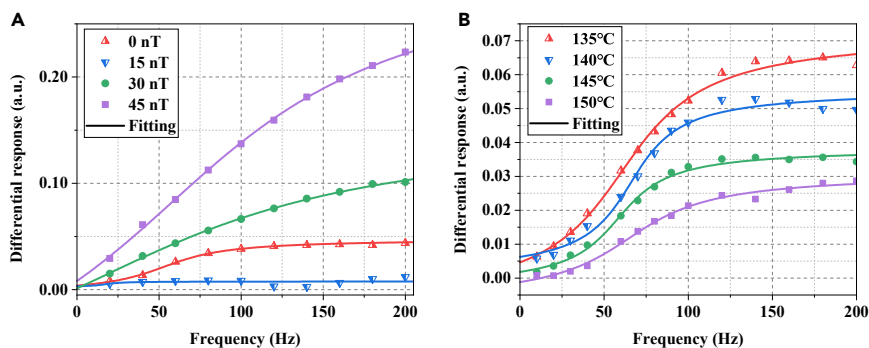 A
0 nT
15 nT
30 nT
45 nT
Fitting
Differential response (a.u.)
0.20
0.10
0.00
0
50
100
150
200
Frequency (Hz)
B
135°C
140°C
145°C
150°C
Fitting
Differential response (a.u.)
0.07
0.06
0.05
0.04
0.03
0.02
0.01
0.00
0
50
100
150
200
Frequency (Hz)